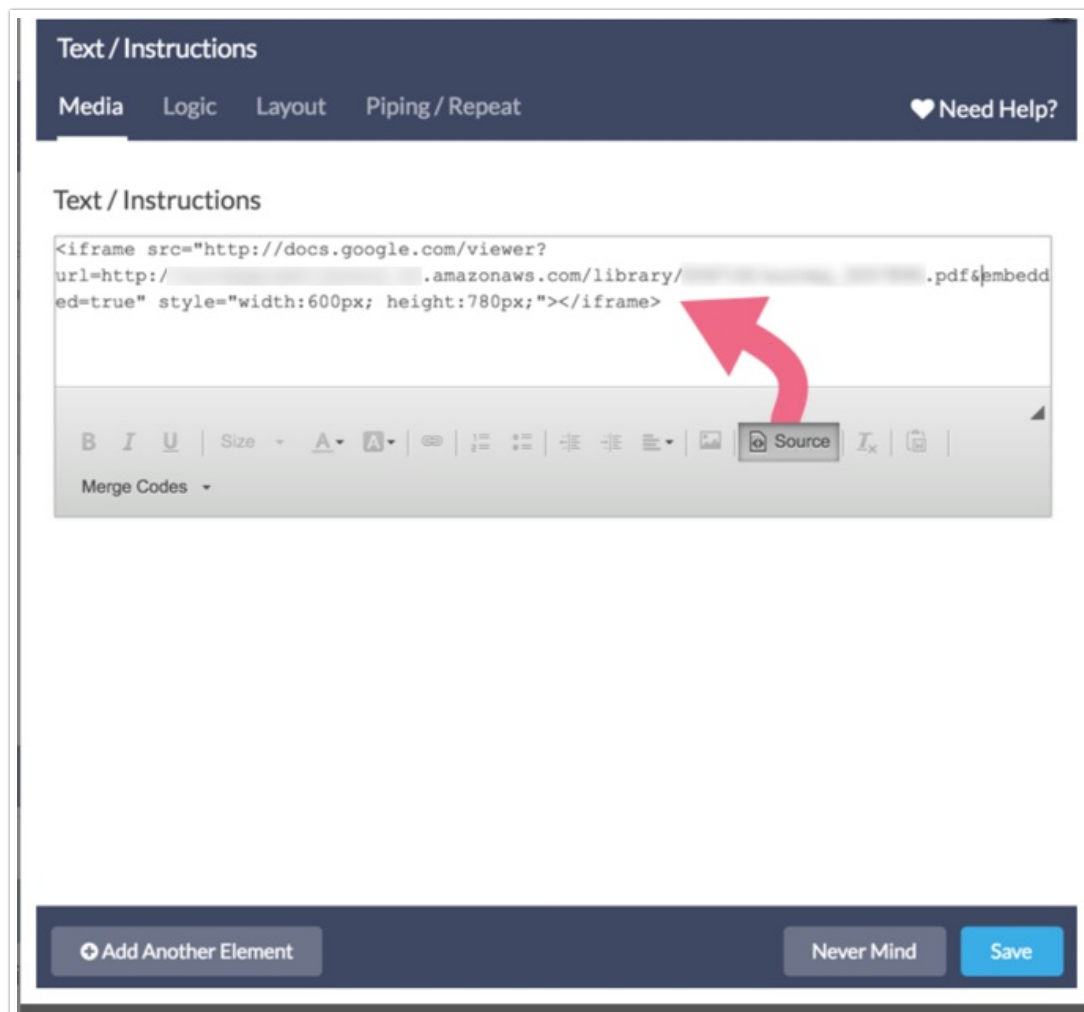 Text / Instructions
Media Logic Layout Piping / Repeat Need Help?
Text / Instructions
<iframe src="http://docs.google.com/viewer?
url=http:/ .amazonaws.com/library/ .pdf&embedd
ed=true" style="width:600px; height:780px;"></iframe>
B I U Size A A Source Tx
Merge Codes
Add Another Element Never Mind Save